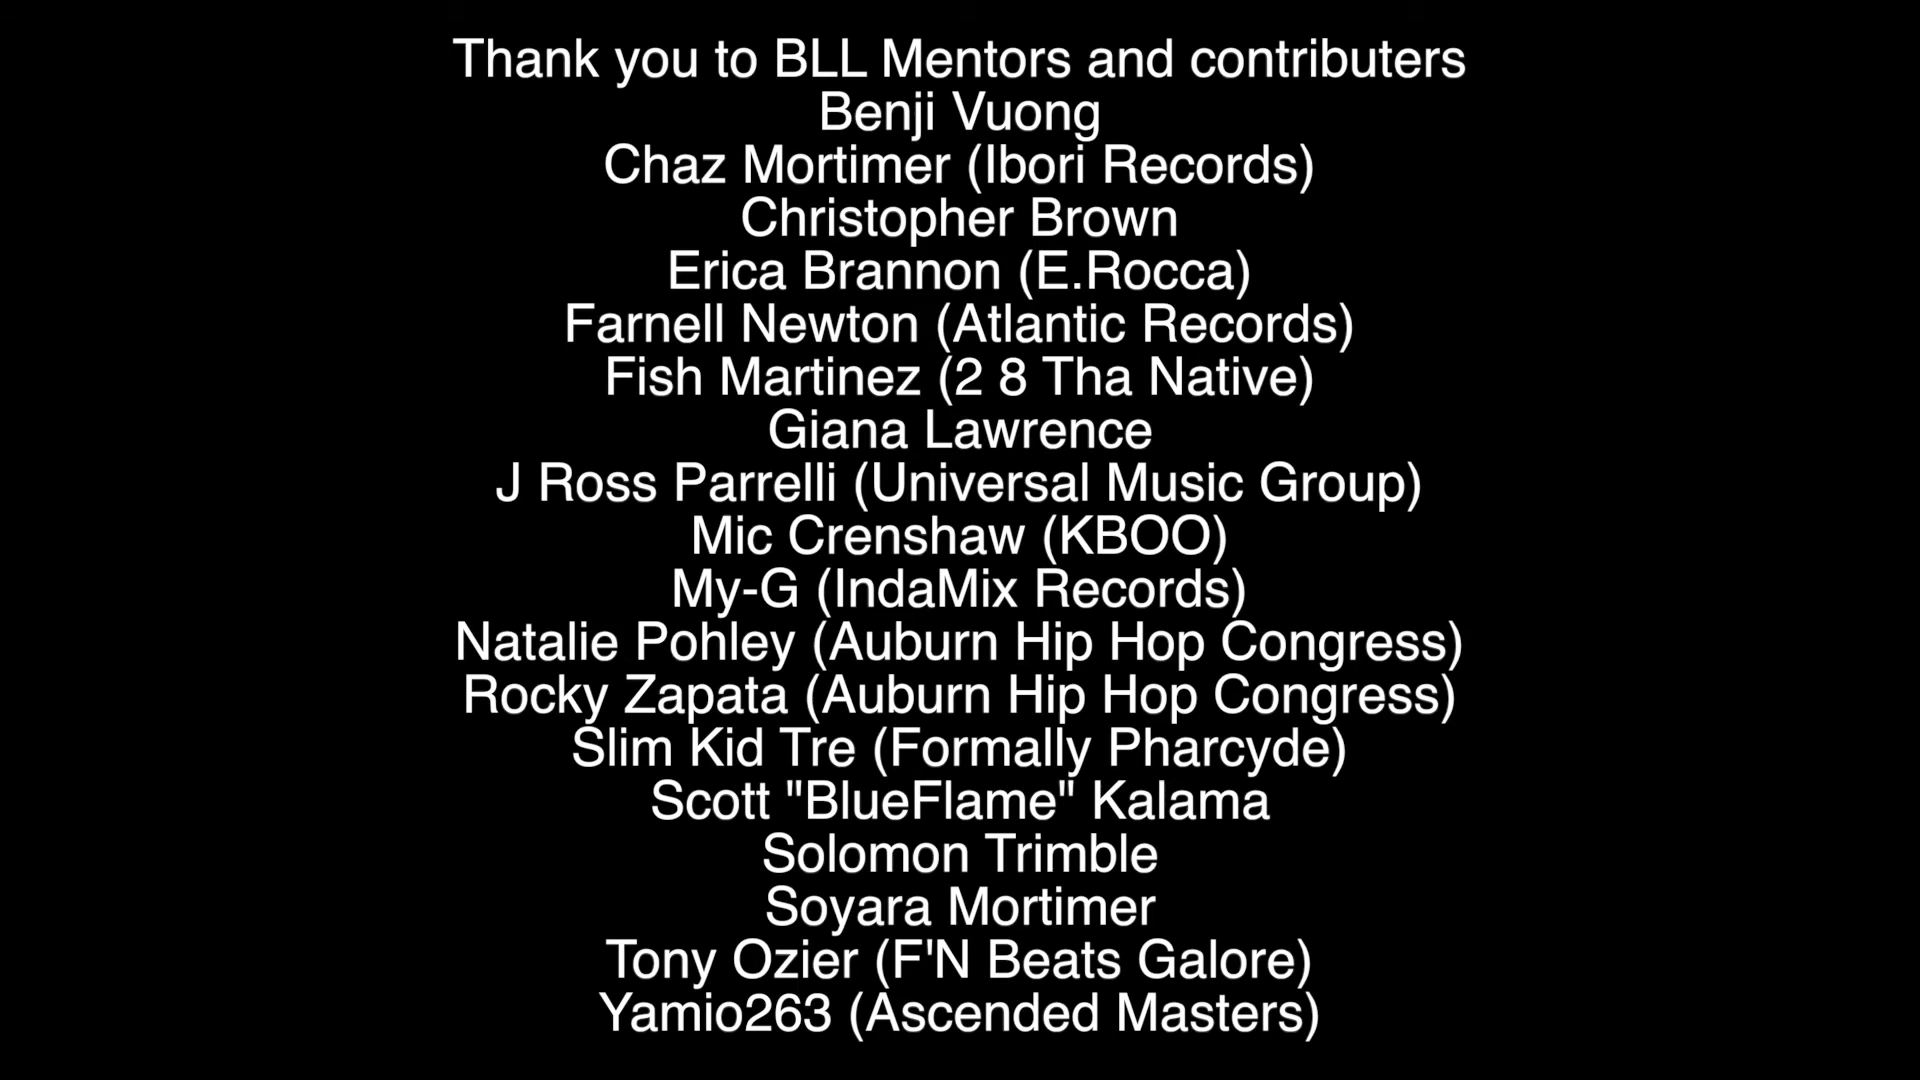 Thank you to BLL Mentors and contributers
Benji Vuong
Chaz Mortimer (Ibori Records)
Christopher Brown
Erica Brannon (E.Rocca)
Farnell Newton (Atlantic Records)
Fish Martinez (2 8 Tha Native)
Giana Lawrence
J Ross Parrelli (Universal Music Group)
Mic Crenshaw (KBOO)
My-G (IndaMix Records)
Natalie Pohley (Auburn Hip Hop Congress)
Rocky Zapata (Auburn Hip Hop Congress)
Slim Kid Tre (Formally Pharcyde)
Scott "BlueFlame" Kalama
Solomon Trimble
Soyara Mortimer
Tony Ozier (F'N Beats Galore)
Yamio263 (Ascended Masters)